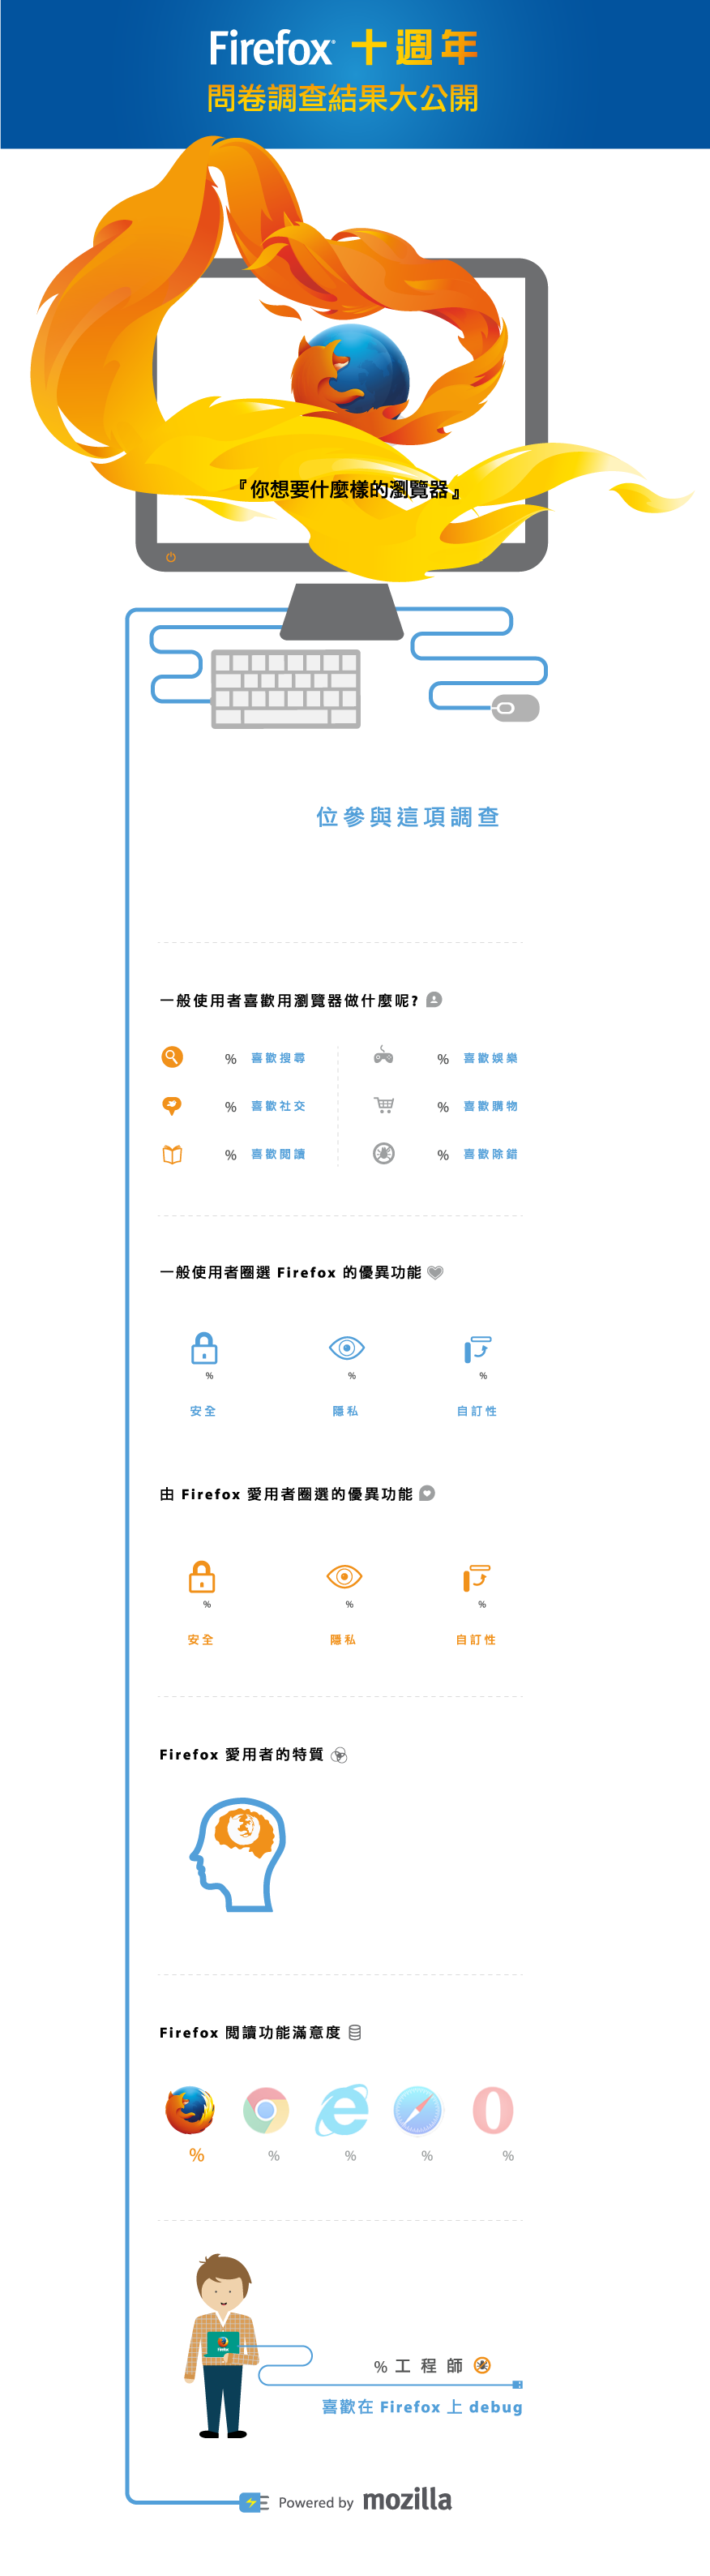 Firefox 十週年
問卷調查結果大公開
『你想要什麼樣的瀏覽器』
位參與這項調查
一般使用者喜歡用瀏覽器做什麼呢?
% 喜歡搜尋
% 喜歡娛樂
% 喜歡社交
% 喜歡購物
% 喜歡閱讀
% 喜歡除錯
一般使用者圈選 Firefox 的優異功能
% % %
安全 隱私 自訂性
由 Firefox 愛用者圈選的優異功能
% % %
安全 隱私 自訂性
Firefox 愛用者的特質
Firefox 閱讀功能滿意度
% % % % %
Firefox
% 工程師
喜歡在 Firefox 上 debug
Powered by mozilla